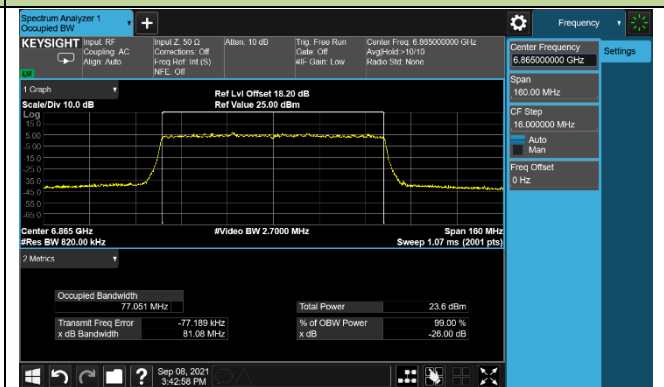 Spectrum Analyzer 1
Occupied BW
+
Frequency
KEYSIGHT
Input: RF
Coupling: AC
Align: Auto
Input Z: 50 Ω
Corrections: Off
Freq Ref: Int (S)
NFE: Off
Atten: 10 dB
Trig: Free Run
Gate: Off
#IF Gain: Low
Center Freq: 6.865000000 GHz
Avg|Hold:>10/10
Radio Std: None
Center Frequency
6.865000000 GHz
Settings
Span
160.00 MHz
CF Step
16.000000 MHz
Auto
Man
Freq Offset
0 Hz
1 Graph
Scale/Div 10.0 dB
Ref Lvl Offset 18.20 dB
Ref Value 25.00 dBm
Log
15.0
5.00
-5.00
-15.0
-25.0
-35.0
-45.0
-55.0
-65.0
Center 6.865 GHz
#Video BW 2.7000 MHz
Span 160 MHz
#Res BW 820.00 kHz
Sweep 1.07 ms (2001 pts)
2 Metrics
Occupied Bandwidth
77.051 MHz
Total Power 23.6 dBm
Transmit Freq Error -77.189 kHz
% of OBW Power 99.00 %
x dB Bandwidth 81.08 MHz
x dB -26.00 dB
?
Sep 08, 2021
3:42:58 PM